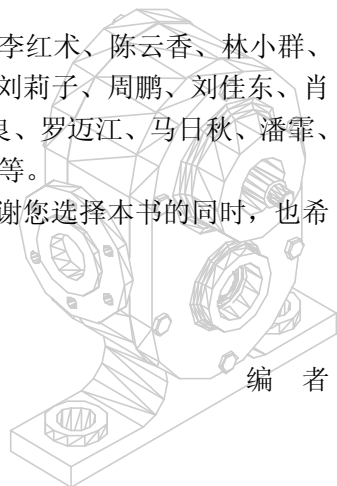 李红术、陈云香、林小群、
刘莉子、周鹏、刘佳东、肖
良、罗迈江、马日秋、潘霏、
等。
谢您选择本书的同时，也希
编 者